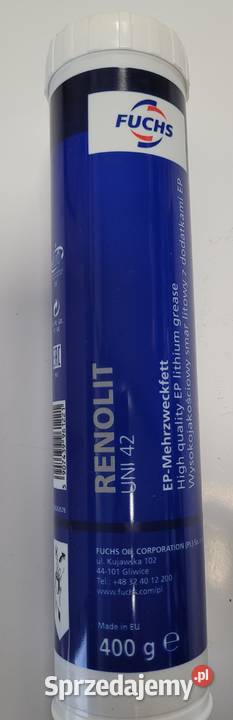 FUCHS
RENOLIT
UNI 42
EP-Mehrzweckfett
High quality EP lithium grease
Wysokojakościowy smar litowy z dodatkami EP
FUCHS OIL CORPORATION (PL)
ul. Kujawska 102
44-101 Gliwice
Tel.: +48 32 40 12 200
www.fuchs.com/pl
Made in EU
400 g e
Sprzedajemy.pl